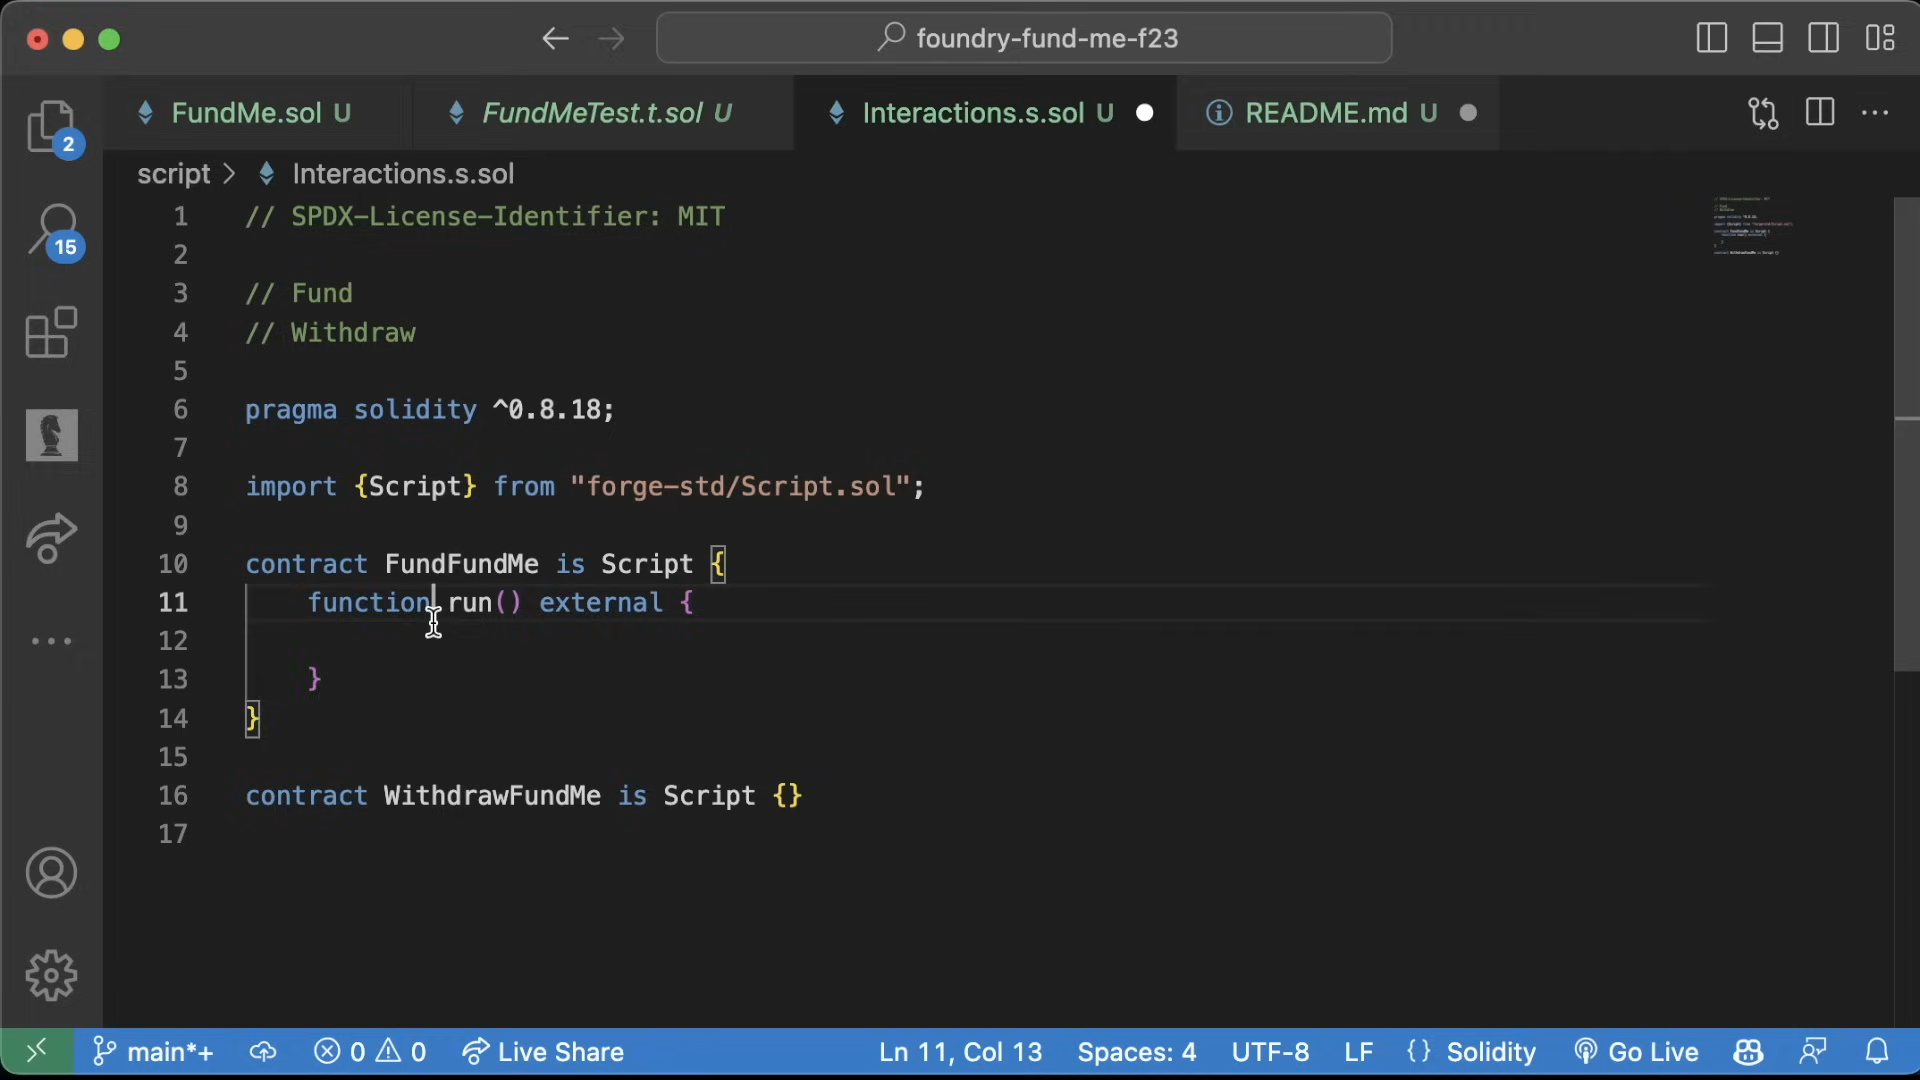 foundry-fund-me-f23
FundMe.sol U
FundMeTest.t.sol U
Interactions.s.sol U
README.md U
2
script > Interactions.s.sol
15
1 // SPDX-License-Identifier: MIT
2
3 // Fund
4 // Withdraw
5
6 pragma solidity ^0.8.18;
7
8 import {Script} from "forge-std/Script.sol";
9
10 contract FundFundMe is Script {
11 function run() external {
12
13 }
14 }
15
16 contract WithdrawFundMe is Script {}
17
main*+ 0 0 Live Share Ln 11, Col 13 Spaces: 4 UTF-8 LF {} Solidity Go Live